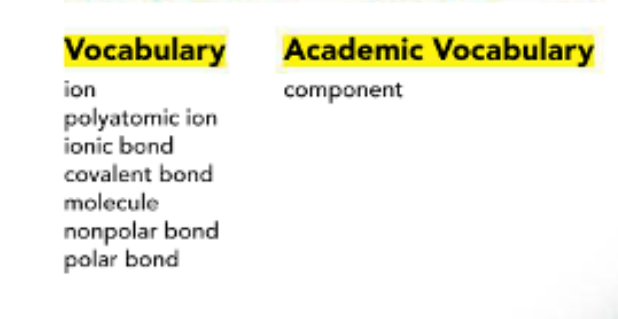 Vocabulary
ion
polyatomic ion
ionic bond
covalent bond
molecule
nonpolar bond
polar bond
Academic Vocabulary
component